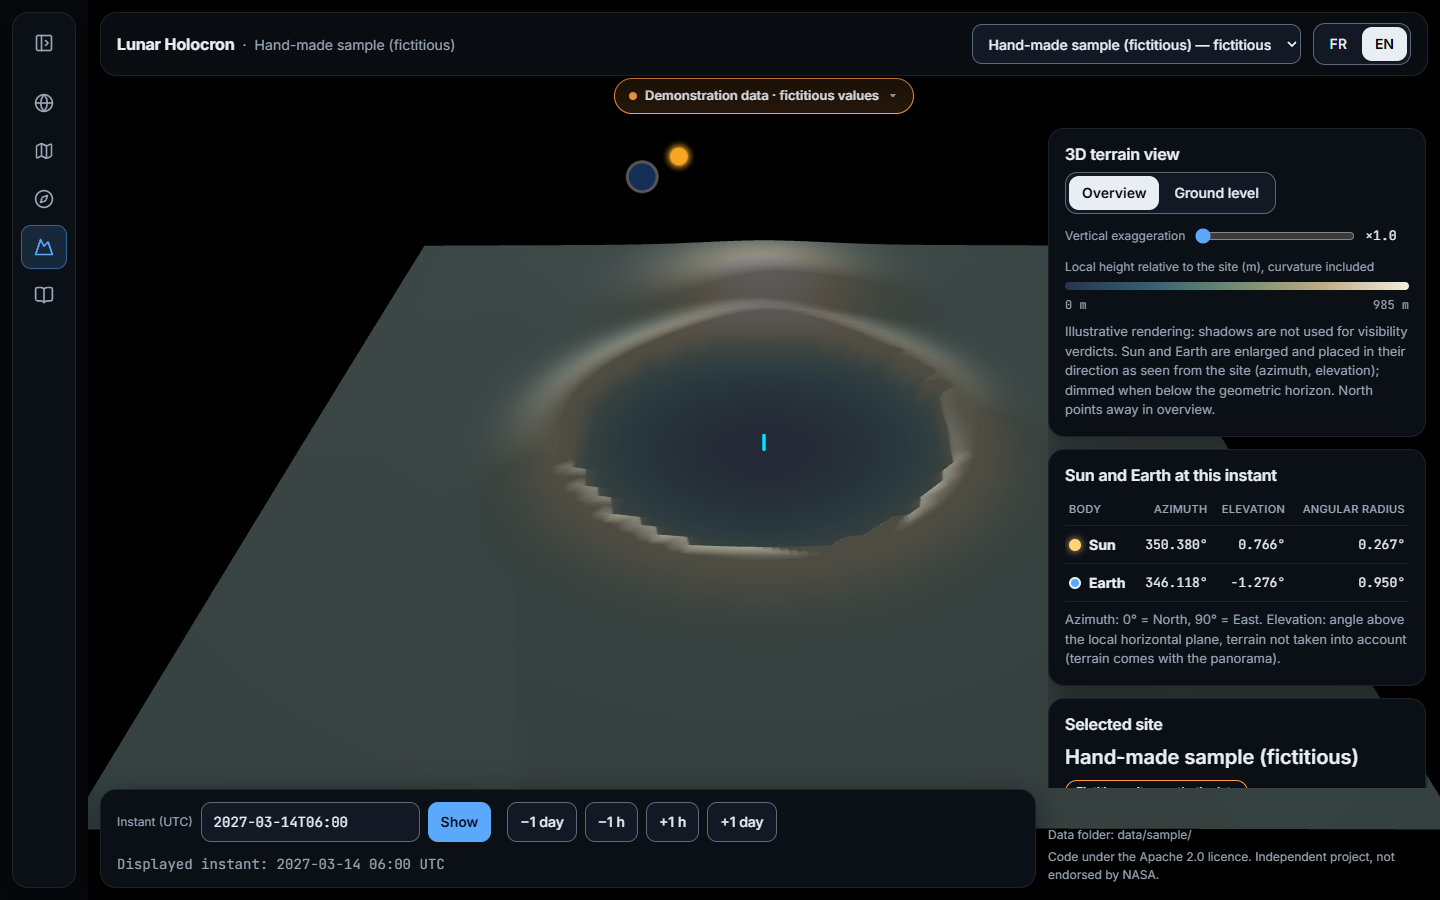 Lunar Holocron · Hand-made sample (fictitious)
Hand-made sample (fictitious) — fictitious
FR EN
Demonstration data · fictitious values
3D terrain view
Overview Ground level
Vertical exaggeration ×1.0
Local height relative to the site (m), curvature included
0 m 985 m
Illustrative rendering: shadows are not used for visibility
verdicts. Sun and Earth are enlarged and placed in their
direction as seen from the site (azimuth, elevation);
dimmed when below the geometric horizon. North
points away in overview.
Sun and Earth at this instant
BODY AZIMUTH ELEVATION ANGULAR RADIUS
Sun 350.380° 0.766° 0.267°
Earth 346.118° -1.276° 0.950°
Azimuth: 0° = North, 90° = East. Elevation: angle above
the local horizontal plane, terrain not taken into account
(terrain comes with the panorama).
Selected site
Hand-made sample (fictitious)
Instant (UTC) 2027-03-14T06:00 Show −1 day −1 h +1 h +1 day
Displayed instant: 2027-03-14 06:00 UTC
Data folder: data/sample/
Code under the Apache 2.0 licence. Independent project, not
endorsed by NASA.